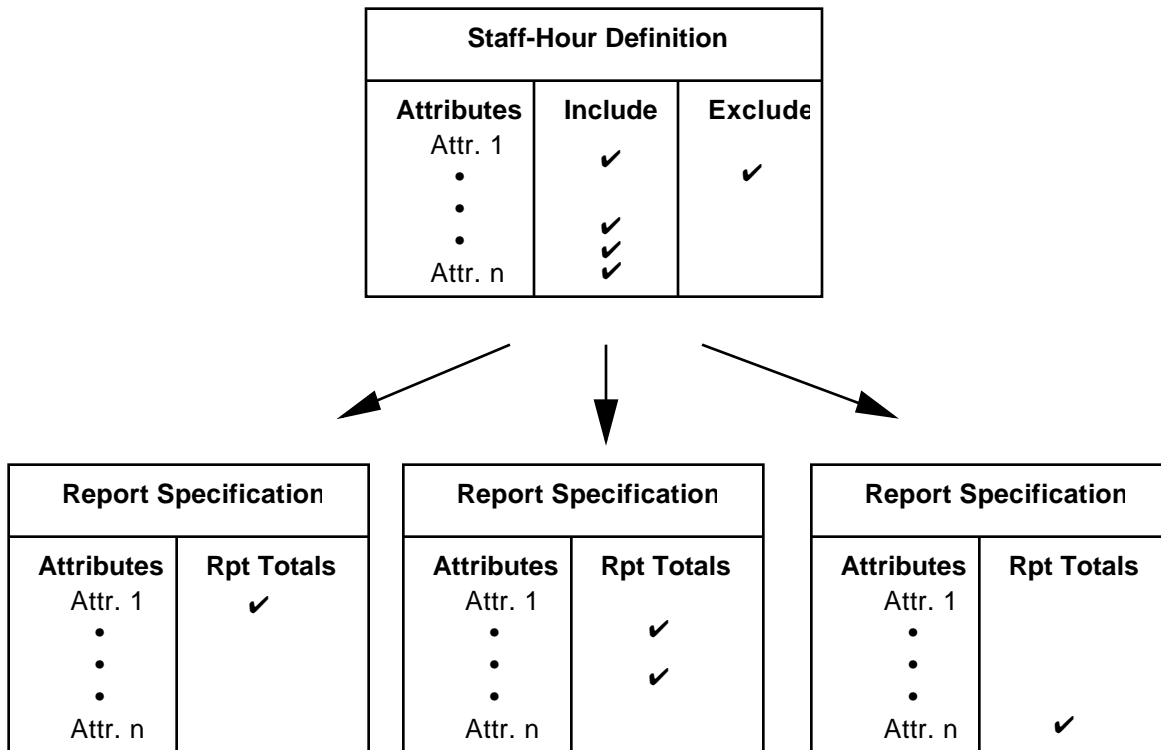 Staff-Hour Definition
Attributes Include Exclude
Attr. 1 ✔
• ✔
•
✔
• ✔
Attr. n ✔
Report Specification Report Specification Report Specification
Attributes Rpt Totals Attributes Rpt Totals Attributes Rpt Totals
Attr. 1 ✔ Attr. 1 Attr. 1
• • ✔ •
• • ✔ •
• • •
Attr. n Attr. n Attr. n ✔